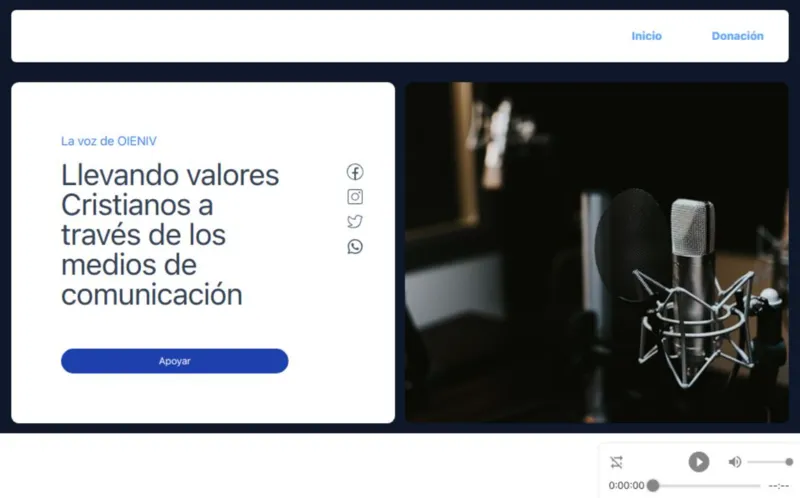 Inicio
Donación
La voz de OIENIV
Llevando valores
Cristianos a
través de los
medios de
comunicación
Apoyar
0:00:00
--:--